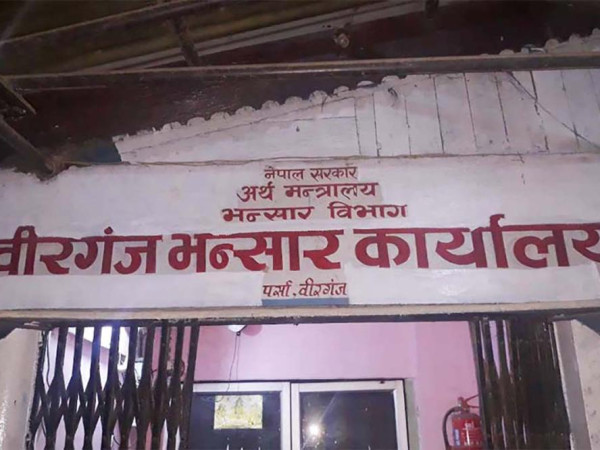 नेपाल सरकार
अर्थ मन्त्रालय
भन्सार विभाग
वीरगंज भन्सार कार्यालय
पर्सा, वीरगंज